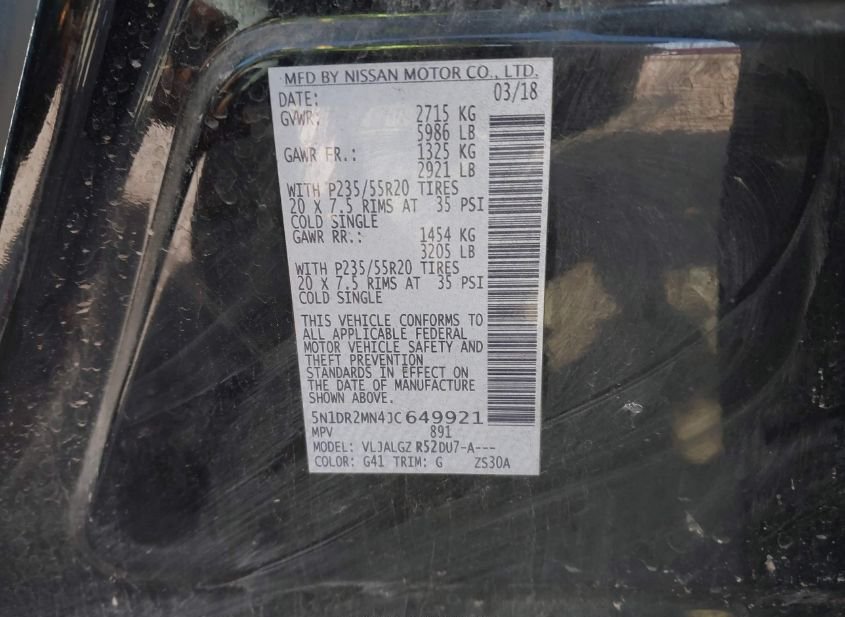 MFD BY NISSAN MOTOR CO., LTD.
DATE: 03/18
GVWR: 2715 KG
5986 LB
GAWR FR.: 1325 KG
2921 LB
WITH P235/55R20 TIRES
20 X 7.5 RIMS AT 35 PSI
COLD SINGLE
GAWR RR.: 1454 KG
3205 LB
WITH P235/55R20 TIRES
20 X 7.5 RIMS AT 35 PSI
COLD SINGLE
THIS VEHICLE CONFORMS TO
ALL APPLICABLE FEDERAL
MOTOR VEHICLE SAFETY AND
THEFT PREVENTION
STANDARDS IN EFFECT ON
THE DATE OF MANUFACTURE
SHOWN ABOVE.
5N1DR2MN4JC649921
MPV 891
MODEL: VLJALGZ R52DU7-A---
COLOR: G41 TRIM: G ZS30A